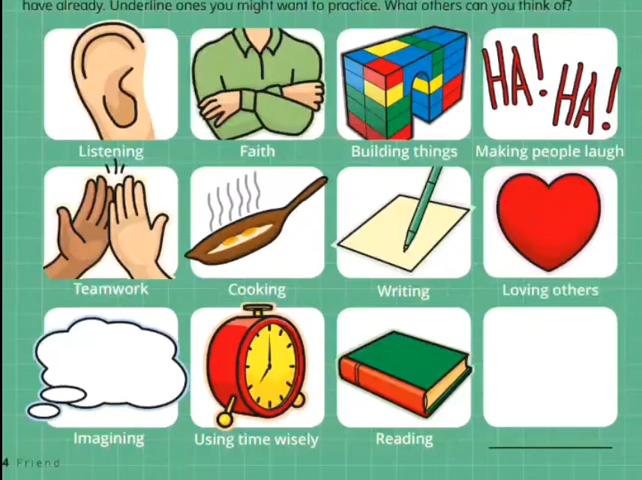 have already. Underline ones you might want to practice. What others can you think of?
HA! HA!
Listening Faith Building things Making people laugh
Teamwork Cooking Writing Loving others
Imagining Using time wisely Reading
4 Friend